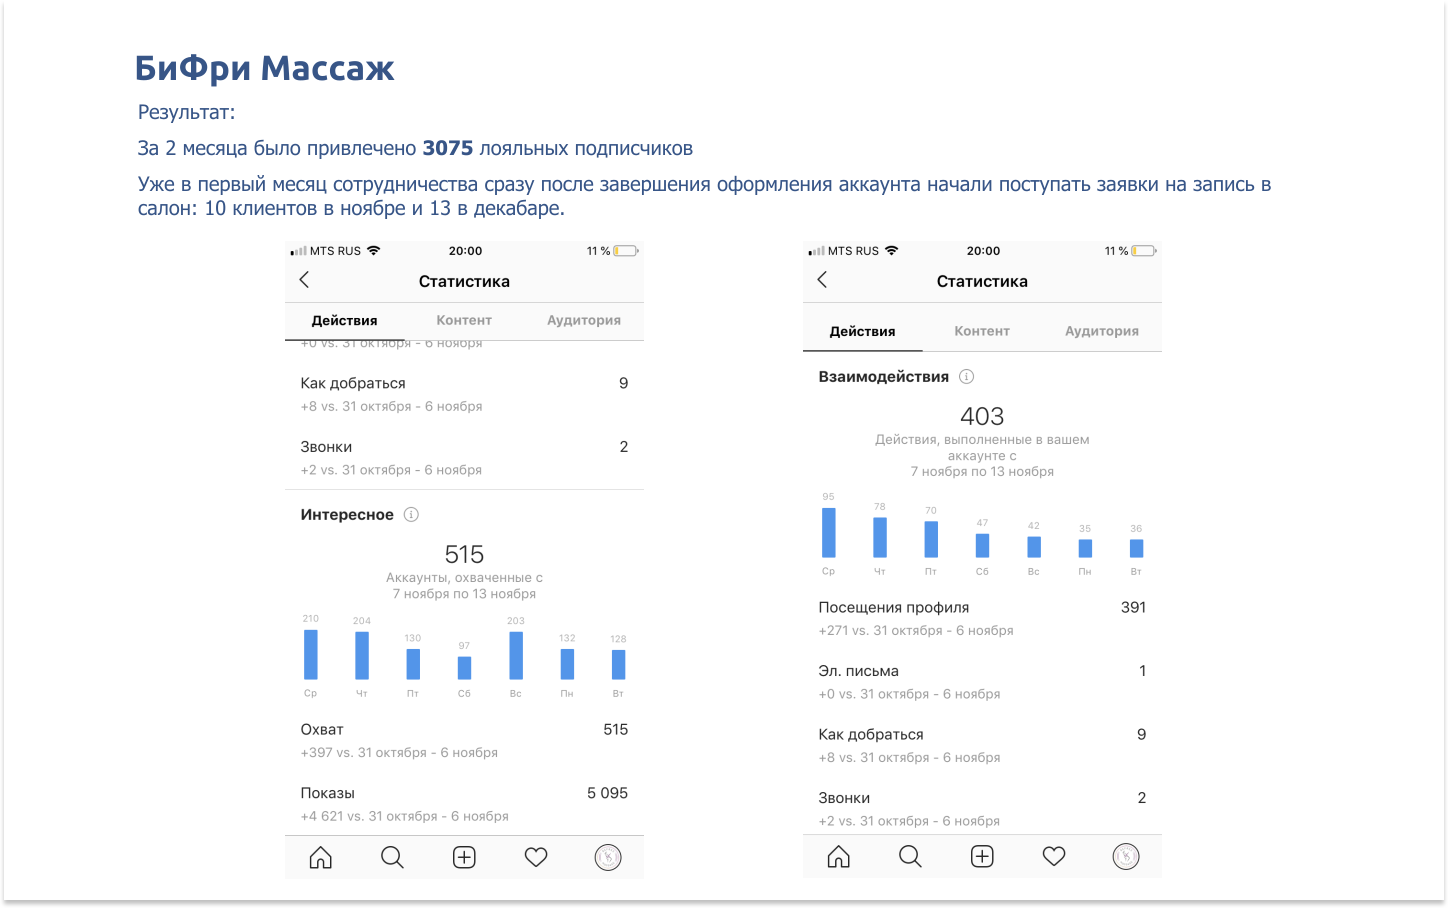 БиФри Массаж
Результат:
За 2 месяца было привлечено 3075 лояльных подписчиков
Уже в первый месяц сотрудничества сразу после завершения оформления аккаунта начали поступать заявки на запись в
салон: 10 клиентов в ноябре и 13 в декабаре.
MTS RUS 20:00 11 %
Статистика
Действия Контент Аудитория
+0 vs. 31 октября - 6 ноября
Как добраться 9
+8 vs. 31 октября - 6 ноября
Звонки 2
+2 vs. 31 октября - 6 ноября
Интересное
515
Аккаунты, охваченные с
7 ноября по 13 ноября
210 204 130 97 203 132 128
Ср Чт Пт Сб Вс Пн Вт
Охват 515
+397 vs. 31 октября - 6 ноября
Показы 5 095
+4 621 vs. 31 октября - 6 ноября
MTS RUS 20:00 11 %
Статистика
Действия Контент Аудитория
Взаимодействия
403
Действия, выполненные в вашем
аккаунте с
7 ноября по 13 ноября
95 78 70 47 42 35 36
Ср Чт Пт Сб Вс Пн Вт
Посещения профиля 391
+271 vs. 31 октября - 6 ноября
Эл. письма 1
+0 vs. 31 октября - 6 ноября
Как добраться 9
+8 vs. 31 октября - 6 ноября
Звонки 2
+2 vs. 31 октября - 6 ноября